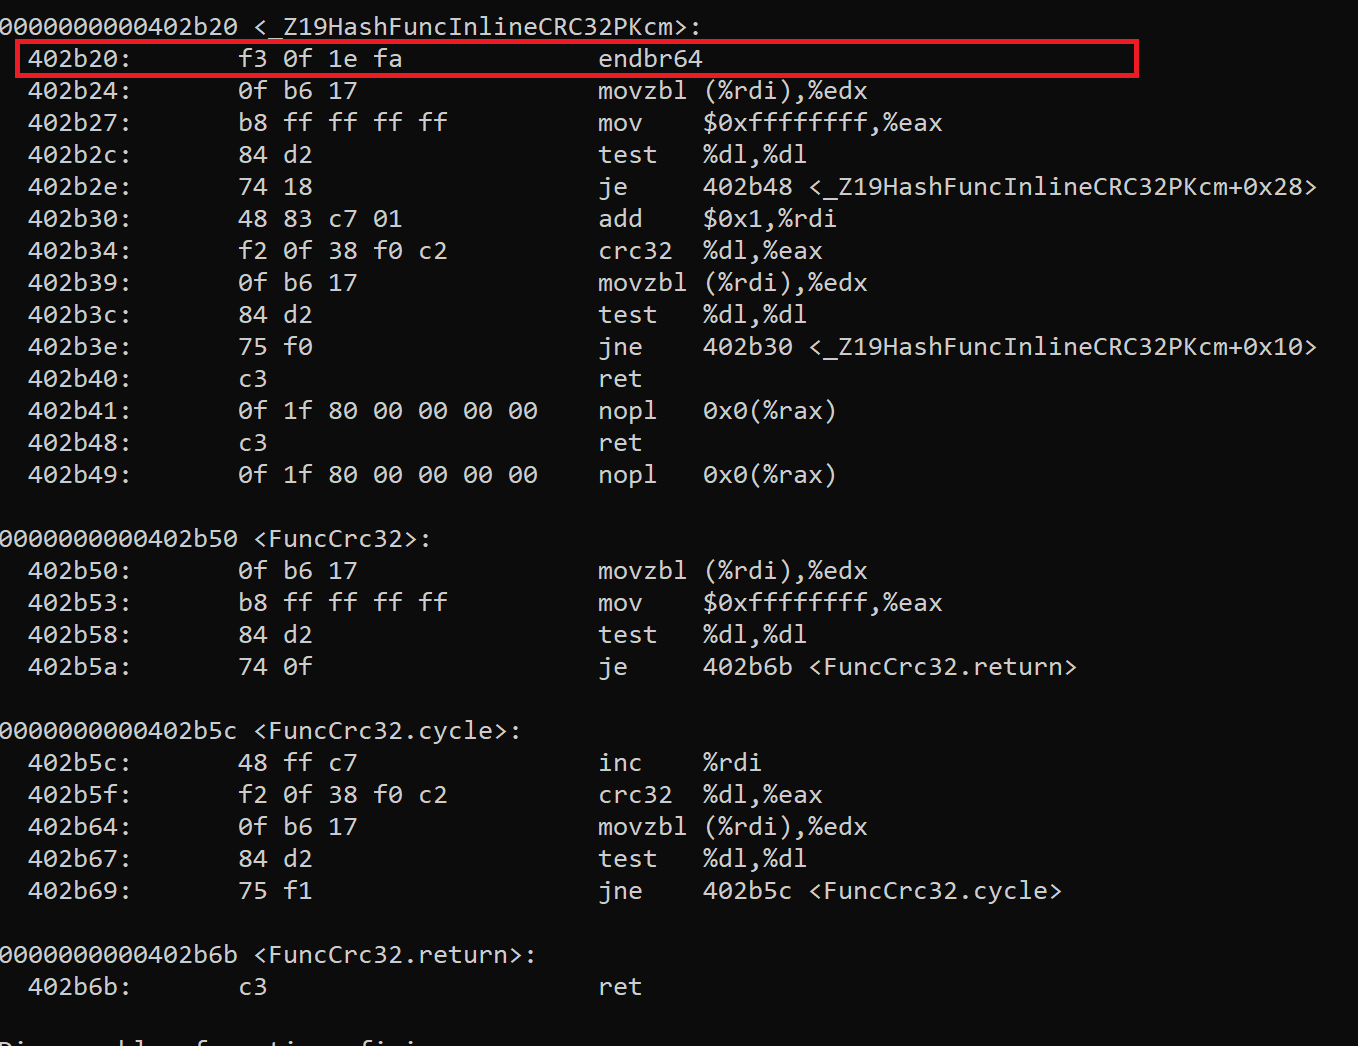 0000000000402b20 <_Z19HashFuncInlineCRC32PKcm>:
402b20: f3 0f 1e fa endbr64
402b24: 0f b6 17 movzbl (%rdi),%edx
402b27: b8 ff ff ff ff mov $0xffffffff,%eax
402b2c: 84 d2 test %dl,%dl
402b2e: 74 18 je 402b48 <_Z19HashFuncInlineCRC32PKcm+0x28>
402b30: 48 83 c7 01 add $0x1,%rdi
402b34: f2 0f 38 f0 c2 crc32 %dl,%eax
402b39: 0f b6 17 movzbl (%rdi),%edx
402b3c: 84 d2 test %dl,%dl
402b3e: 75 f0 jne 402b30 <_Z19HashFuncInlineCRC32PKcm+0x10>
402b40: c3 ret
402b41: 0f 1f 80 00 00 00 00 nopl 0x0(%rax)
402b48: c3 ret
402b49: 0f 1f 80 00 00 00 00 nopl 0x0(%rax)
0000000000402b50 <FuncCrc32>:
402b50: 0f b6 17 movzbl (%rdi),%edx
402b53: b8 ff ff ff ff mov $0xffffffff,%eax
402b58: 84 d2 test %dl,%dl
402b5a: 74 0f je 402b6b <FuncCrc32.return>
0000000000402b5c <FuncCrc32.cycle>:
402b5c: 48 ff c7 inc %rdi
402b5f: f2 0f 38 f0 c2 crc32 %dl,%eax
402b64: 0f b6 17 movzbl (%rdi),%edx
402b67: 84 d2 test %dl,%dl
402b69: 75 f1 jne 402b5c <FuncCrc32.cycle>
0000000000402b6b <FuncCrc32.return>:
402b6b: c3 ret